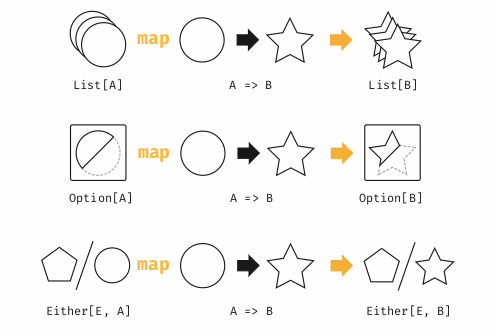 map
List[A] A => B List[B]
map
Option[A] A => B Option[B]
map
Either[E, A] A => B Either[E, B]